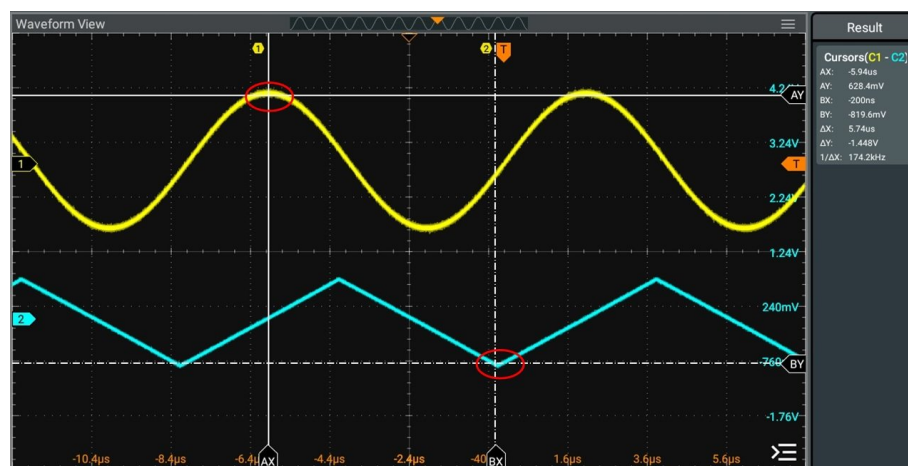 Waveform View
Result
1
2
T
Cursors(C1 - C2)
AX: -5.94us
AY: 628.4mV
BX: -200ns
BY: -819.6mV
ΔX: 5.74us
ΔY: -1.448V
1/ΔX: 174.2kHz
AY
3.24V
1
T
2.24V
1.24V
240mV
2
BY
-1.76V
-10.4µs
-8.4µs
AX
-4.4µs
-2.4µs
BX
1.6µs
3.6µs
5.6µs